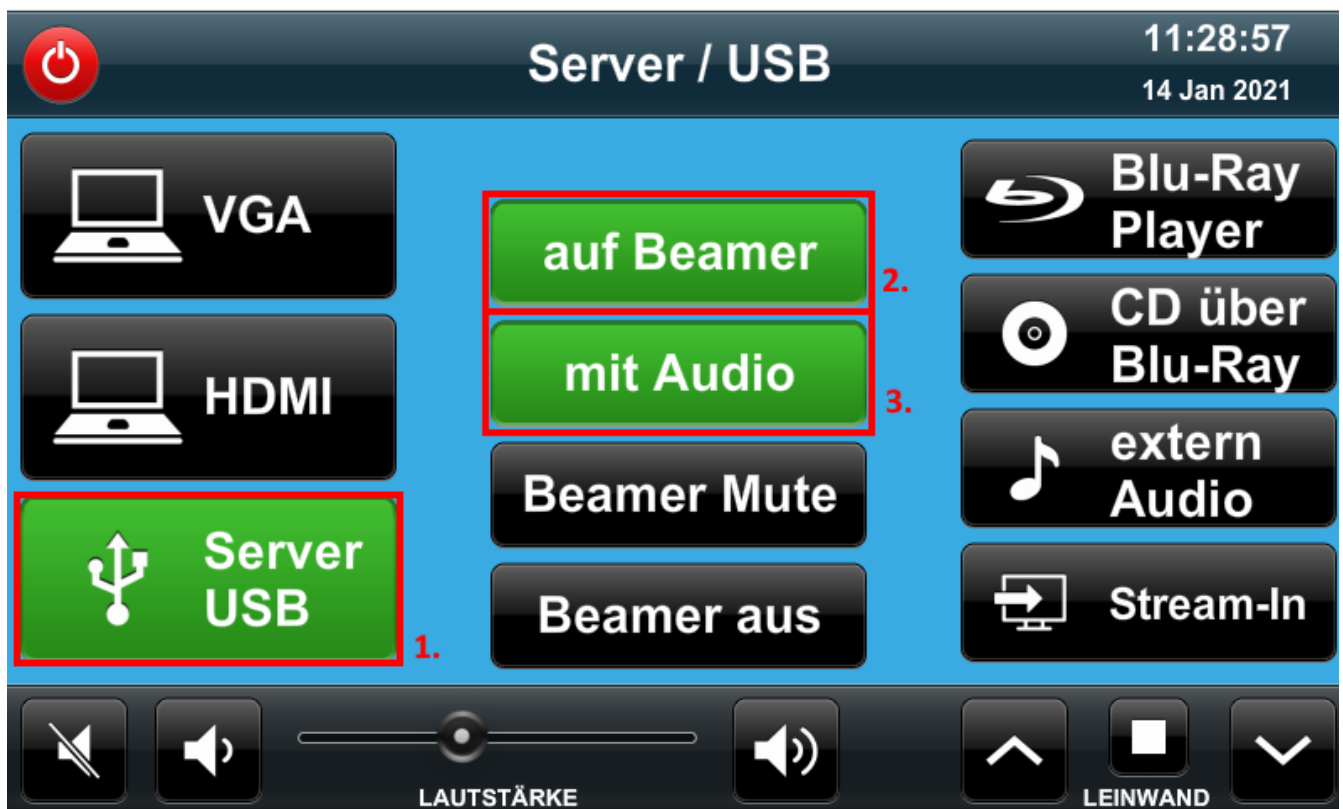 Server / USB
11:28:57
14 Jan 2021
VGA
HDMI
Server
USB
1.
auf Beamer
2.
mit Audio
3.
Beamer Mute
Beamer aus
Blu-Ray
Player
CD über
Blu-Ray
extern
Audio
Stream-In
LAUTSTÄRKE
LEINWAND